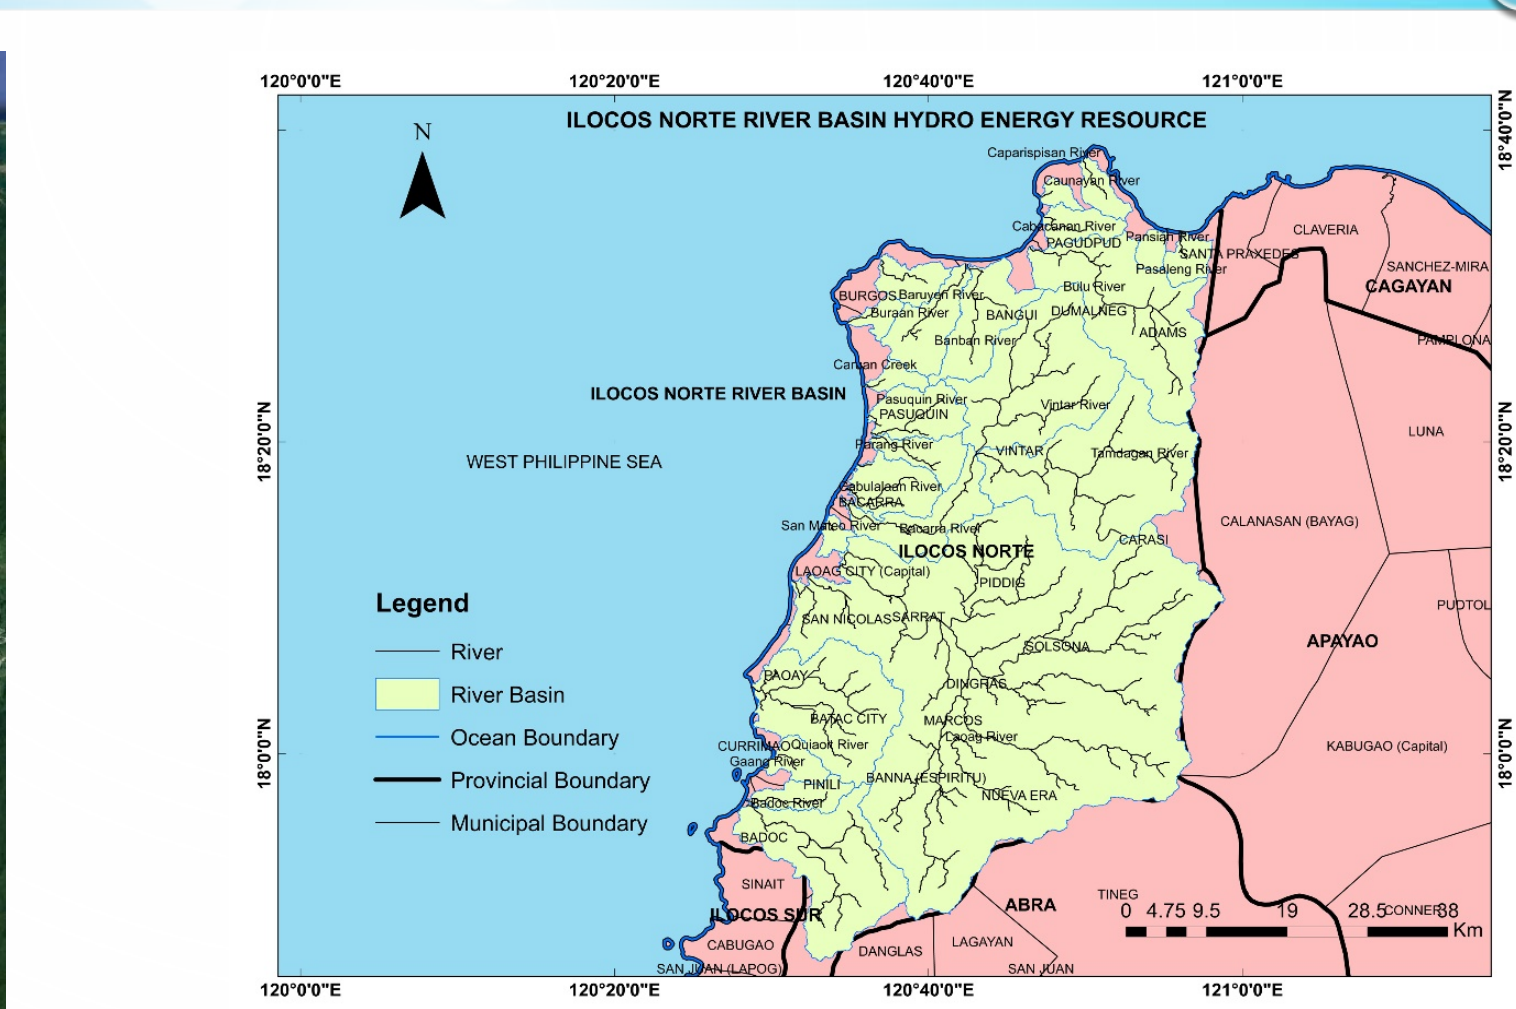 120°0'0"E
120°20'0"E
120°40'0"E
121°0'0"E
18°40'0"N
ILOCOS NORTE RIVER BASIN HYDRO ENERGY RESOURCE
N
Caparispisan River
Caunayan River
Cabacanan River
Pansian River
CLAVERIA
PAGUDPUD
SANTA PRAXEDES
Pasaleng River
SANCHEZ-MIRA
CAGAYAN
Bulu River
BURGOS
Baruyen River
Buraan River
BANGUI
DUMALNEG
ADAMS
Banban River
PAMPLONA
Caruan Creek
ILOCOS NORTE RIVER BASIN
Pasuquin River
PASUQUIN
Vintar River
18°20'0"N
18°20'0"N
LUNA
Parang River
VINTAR
Tamdagan River
WEST PHILIPPINE SEA
Gabulalaan River
BACARRA
San Mateo River
Bacarra River
CALANASAN (BAYAG)
CARASI
ILOCOS NORTE
LAOAG CITY (Capital)
PIDDIG
Legend
PUDTOL
SAN NICOLAS
SARRAT
APAYAO
River
SOLSONA
PAOAY
DINGRAS
River Basin
BATAC CITY
MARCOS
Ocean Boundary
Laoag River
CURRIMAO
Quiaoit River
KABUGAO (Capital)
18°0'0"N
18°0'0"N
Gaang River
Provincial Boundary
PINILI
BANNA (ESPIRITU)
NUEVA ERA
Badoc River
Municipal Boundary
BADOC
SINAIT
TINEG
ABRA
ILOCOS SUR
0 4.75 9.5 19 28.5 38
CONNER
Km
CABUGAO
DANGLAS
LAGAYAN
SAN JUAN (LAPOG)
SAN JUAN
120°0'0"E
120°20'0"E
120°40'0"E
121°0'0"E